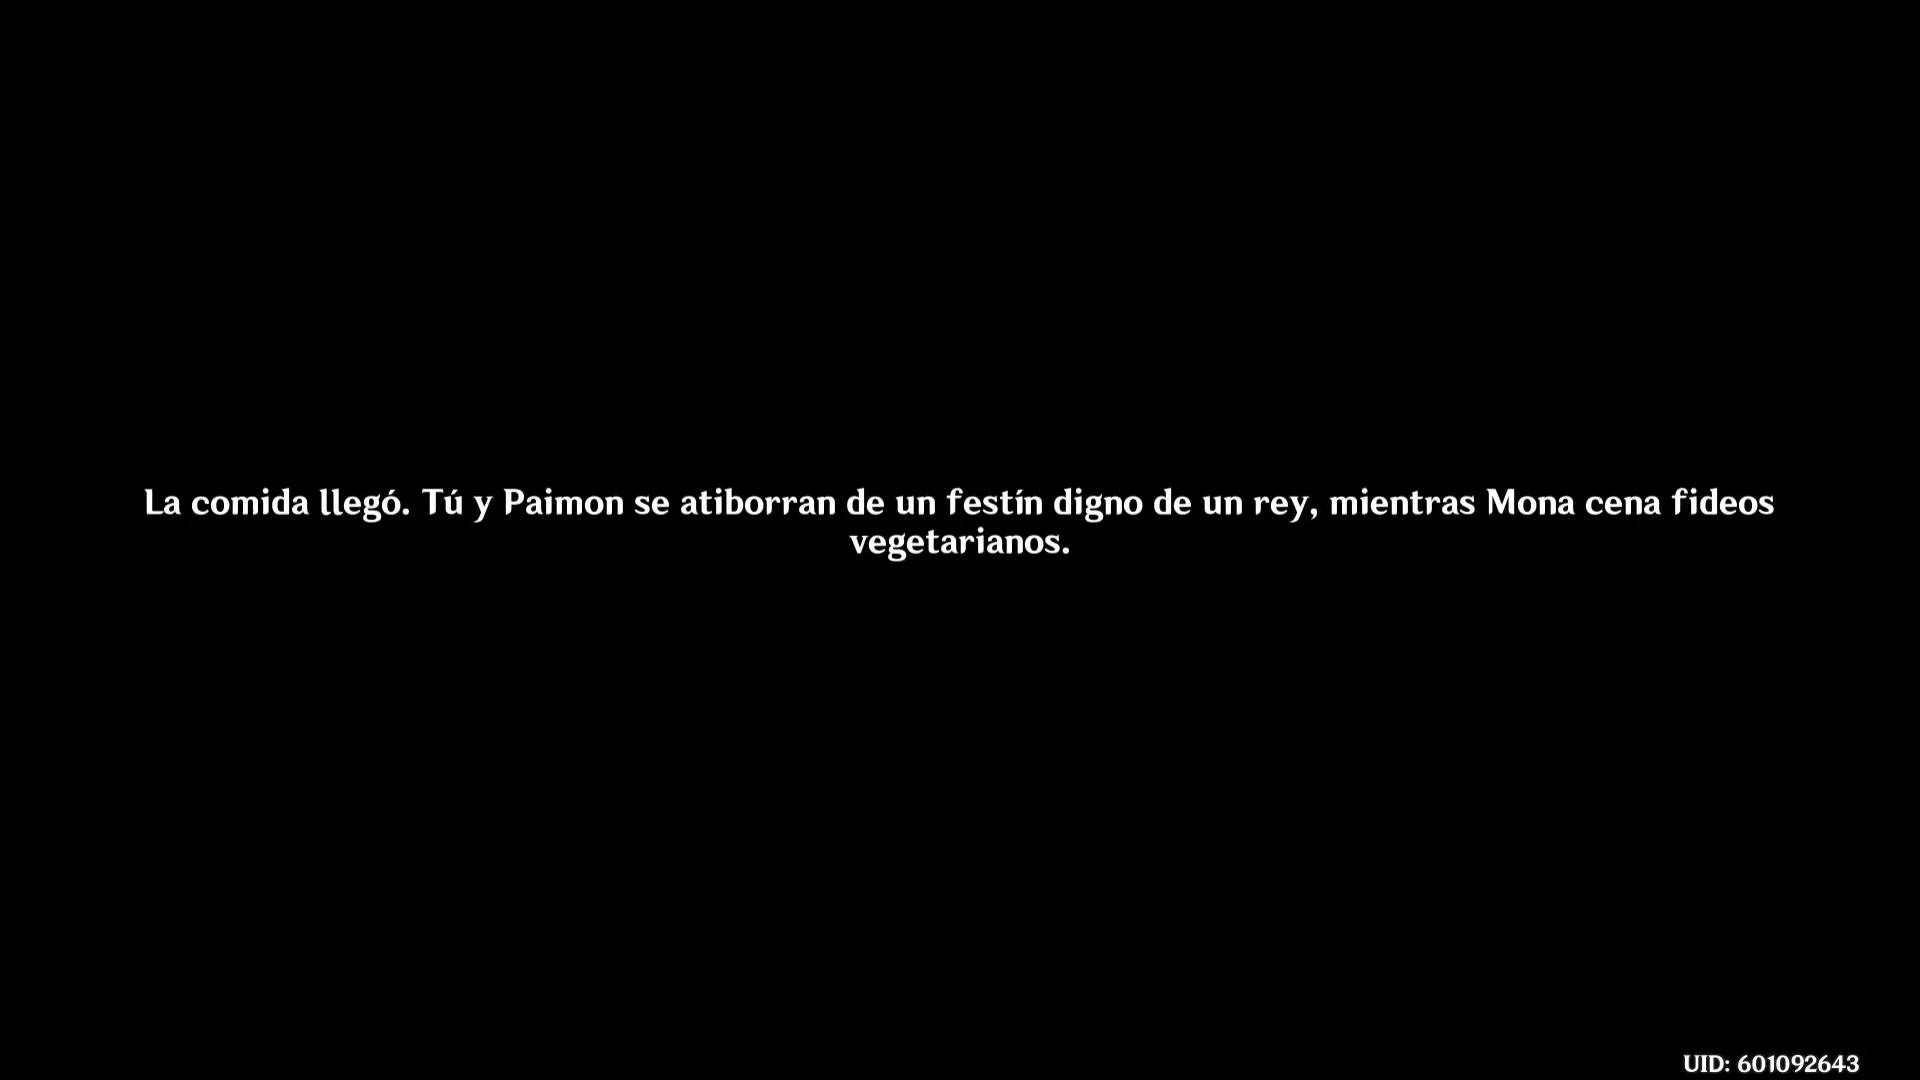 La comida llegó. Tú y Paimon se atiborran de un festín digno de un rey, mientras Mona cena fideos
vegetarianos.
UID: 601092643